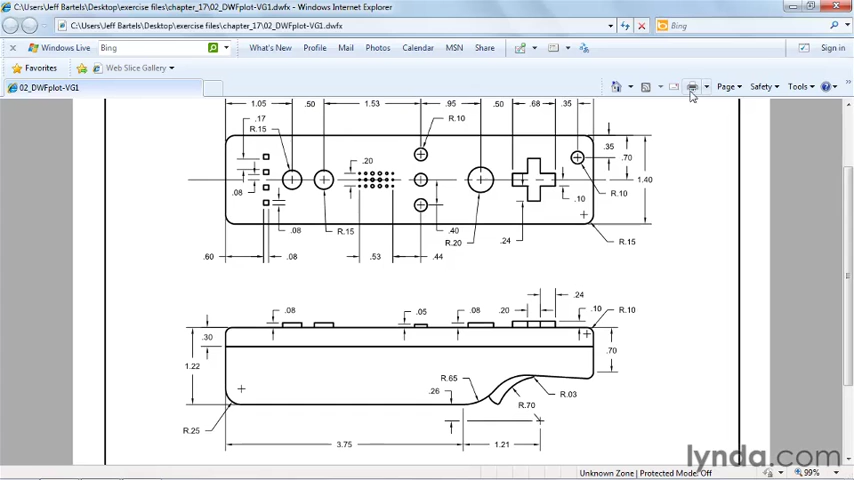 C:\Users\Jeff Bartels\Desktop\exercise files\chapter_17\02_DWFplot-VG1.dwfx - Windows Internet Explorer
C:\Users\Jeff Bartels\Desktop\exercise files\chapter_17\02_DWFplot-VG1.dwfx
Bing
Windows Live
Bing
What's New
Profile
Mail
Photos
Calendar
MSN
Share
Sign in
Favorites
Web Slice Gallery
02_DWFplot-VG1
Page
Safety
Tools
1.05
.50
1.53
.95
.50
.68
.35
.17
R.15
R.10
.35
.70
.20
1.40
.08
.10
R.10
.08
R.15
.40
R.20
.24
R.15
.60
.08
.53
.44
.24
.08
.05
.08
.20
.10
R.10
.30
.70
1.22
R.65
.26
R.03
R.70
R.25
3.75
1.21
lynda.com
Unknown Zone | Protected Mode: Off
99%